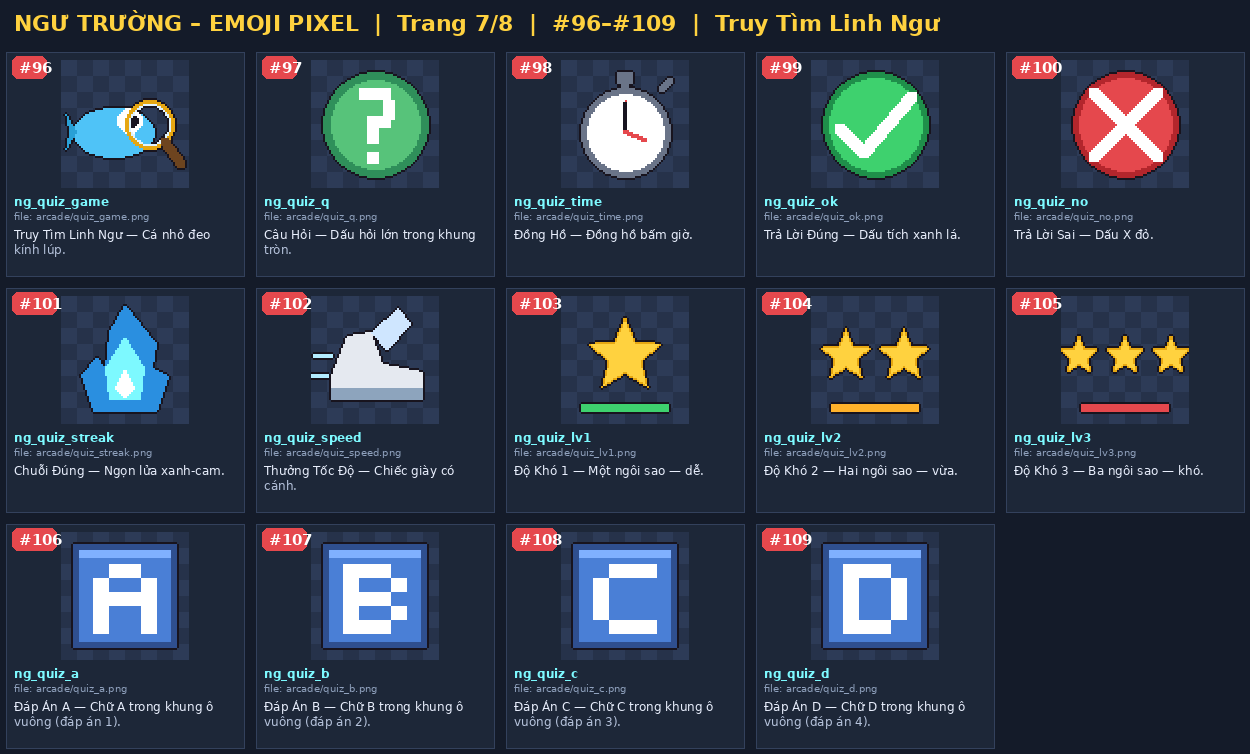 NGƯ TRƯỜNG – EMOJI PIXEL | Trang 7/8 | #96–#109 | Truy Tìm Linh Ngư
#96
ng_quiz_game
file: arcade/quiz_game.png
Truy Tìm Linh Ngư — Cá nhỏ đeo
kính lúp.
#97
?
ng_quiz_q
file: arcade/quiz_q.png
Câu Hỏi — Dấu hỏi lớn trong khung
tròn.
#98
ng_quiz_time
file: arcade/quiz_time.png
Đồng Hồ — Đồng hồ bấm giờ.
#99
ng_quiz_ok
file: arcade/quiz_ok.png
Trả Lời Đúng — Dấu tích xanh lá.
#100
ng_quiz_no
file: arcade/quiz_no.png
Trả Lời Sai — Dấu X đỏ.
#101
ng_quiz_streak
file: arcade/quiz_streak.png
Chuỗi Đúng — Ngọn lửa xanh-cam.
#102
ng_quiz_speed
file: arcade/quiz_speed.png
Thưởng Tốc Độ — Chiếc giày có
cánh.
#103
ng_quiz_lv1
file: arcade/quiz_lv1.png
Độ Khó 1 — Một ngôi sao — dễ.
#104
ng_quiz_lv2
file: arcade/quiz_lv2.png
Độ Khó 2 — Hai ngôi sao — vừa.
#105
ng_quiz_lv3
file: arcade/quiz_lv3.png
Độ Khó 3 — Ba ngôi sao — khó.
#106
A
ng_quiz_a
file: arcade/quiz_a.png
Đáp Án A — Chữ A trong khung ô
vuông (đáp án 1).
#107
B
ng_quiz_b
file: arcade/quiz_b.png
Đáp Án B — Chữ B trong khung ô
vuông (đáp án 2).
#108
C
ng_quiz_c
file: arcade/quiz_c.png
Đáp Án C — Chữ C trong khung ô
vuông (đáp án 3).
#109
D
ng_quiz_d
file: arcade/quiz_d.png
Đáp Án D — Chữ D trong khung ô
vuông (đáp án 4).